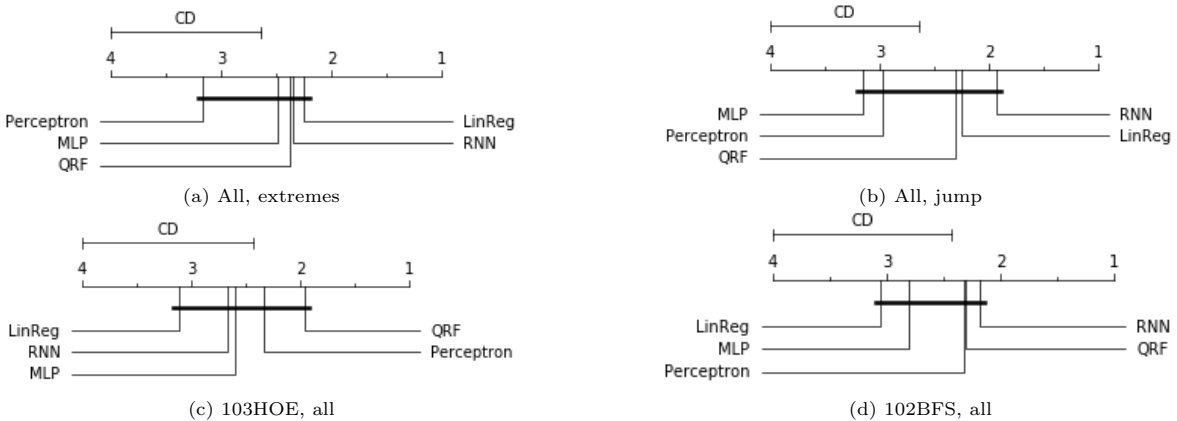 CD
4 3 2 1
Perceptron LinReg
MLP RNN
QRF
(a) All, extremes
CD
4 3 2 1
MLP RNN
Perceptron LinReg
QRF
(b) All, jump
CD
4 3 2 1
LinReg QRF
RNN Perceptron
MLP
(c) 103HOE, all
CD
4 3 2 1
LinReg RNN
MLP QRF
Perceptron
(d) 102BFS, all